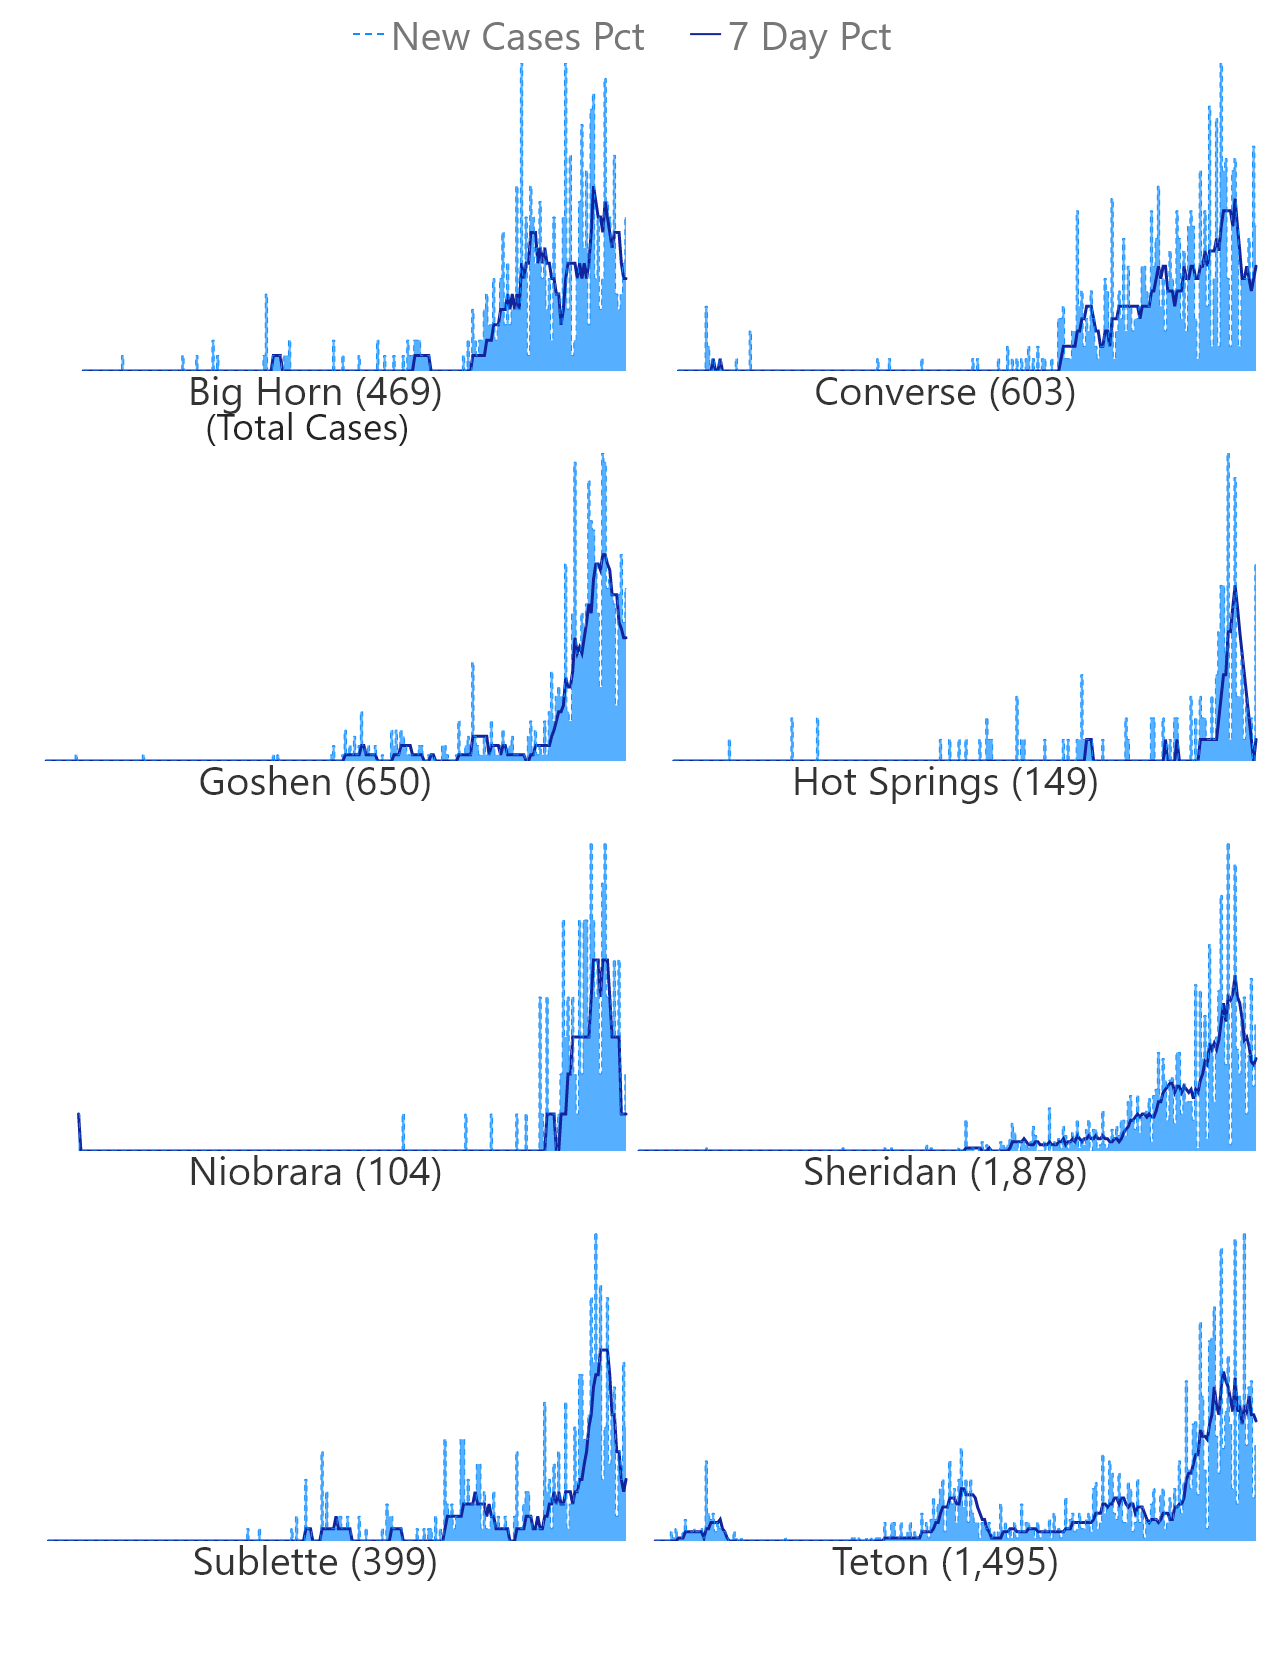 New Cases Pct 7 Day Pct
Big Horn (469) Converse (603)
(Total Cases)
Goshen (650) Hot Springs (149)
Niobrara (104) Sheridan (1,878)
Sublette (399) Teton (1,495)